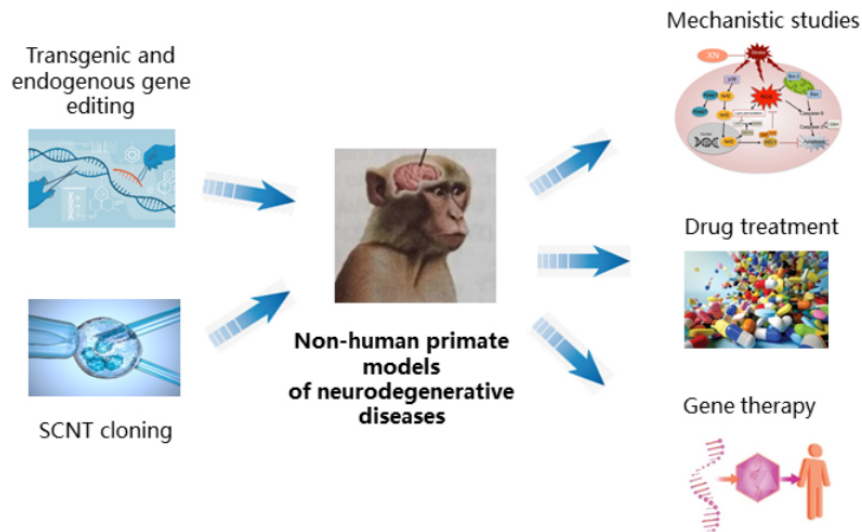 Mechanistic studies
Transgenic and
endogenous gene
editing
XN
Drug treatment
Non-human primate
models
of neurodegenerative
diseases
SCNT cloning
Gene therapy